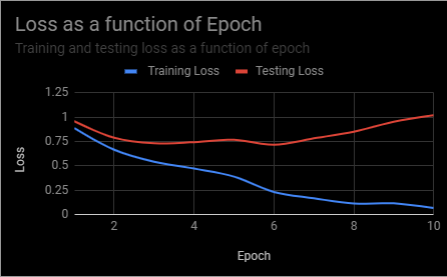 Loss as a function of Epoch
Training and testing loss as a function of epoch
Training Loss Testing Loss
1.25
1
0.75
0.5
0.25
0
Loss
2 4 6 8 10
Epoch